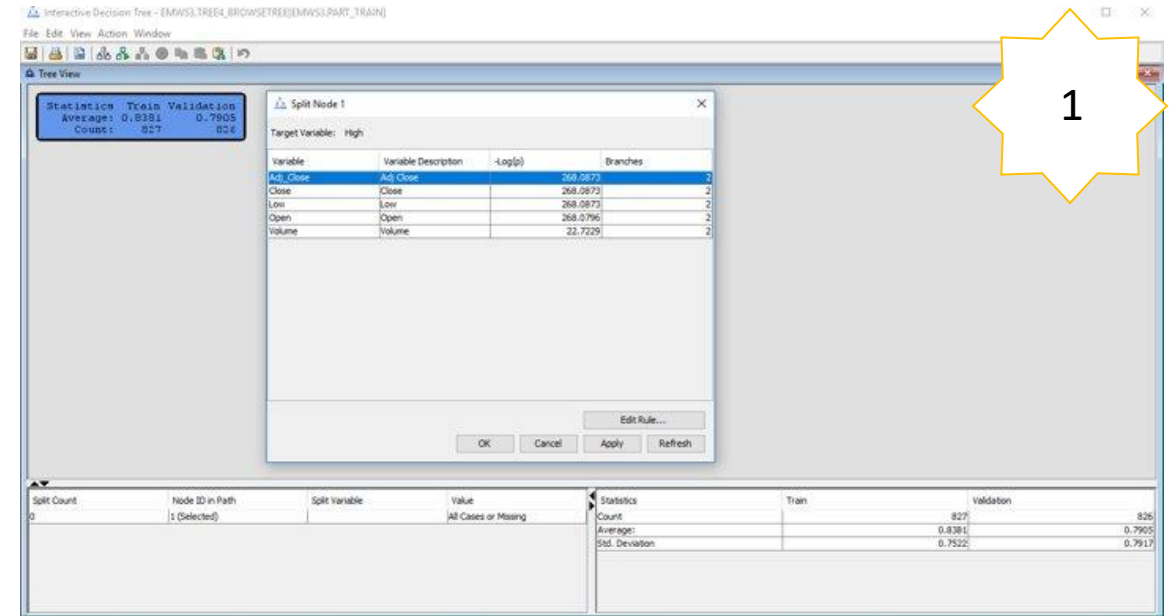 Interactive Decision Tree - EMWS3.TREE4_BROWSETREE[EMWS3.PART_TRAIN]
File Edit View Action Window
Tree View
1
Statistics Train Validation
Average: 0.8381 0.7905
Count: 827 826
Split Node 1
Target Variable: High
Variable Variable Description -Log(p) Branches
Adj_Close Adj Close 268.0873 2
Close Close 268.0873 2
Low Low 268.0873 2
Open Open 268.0796 2
Volume Volume 22.7229 2
Edit Rule...
OK Cancel Apply Refresh
Split Count Node ID in Path Split Variable Value
0 1 (Selected) All Cases or Missing
Statistics Train Validation
Count 827 826
Average: 0.8381 0.7905
Std. Deviation 0.7522 0.7917